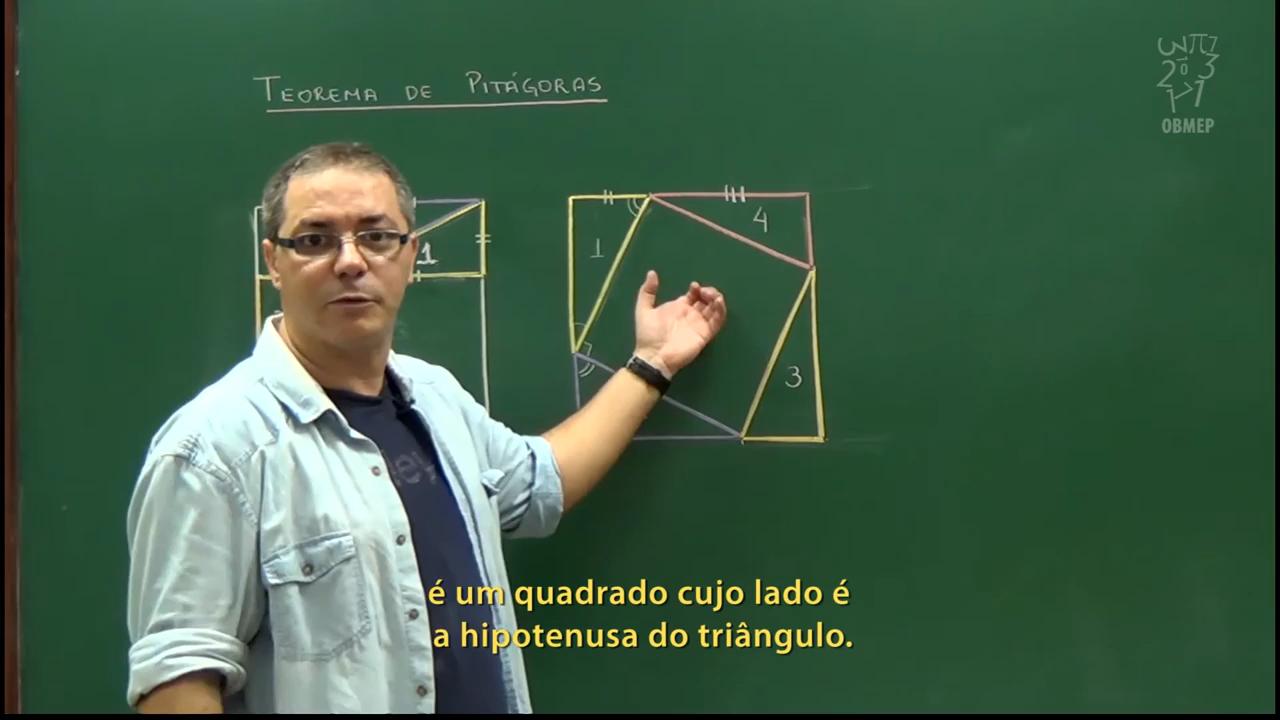 TEOREMA DE PITÁGORAS
OBMEP
1
1
4
3
é um quadrado cujo lado é
a hipotenusa do triângulo.